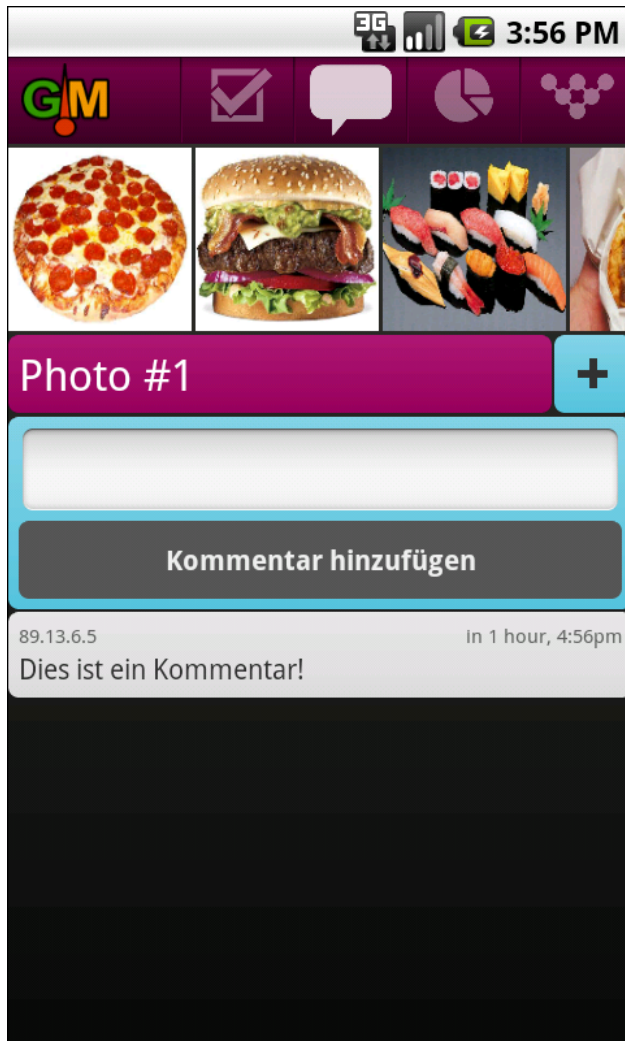 3G 3:56 PM
GM
Photo #1 +
Kommentar hinzufügen
89.13.6.5 in 1 hour, 4:56pm
Dies ist ein Kommentar!